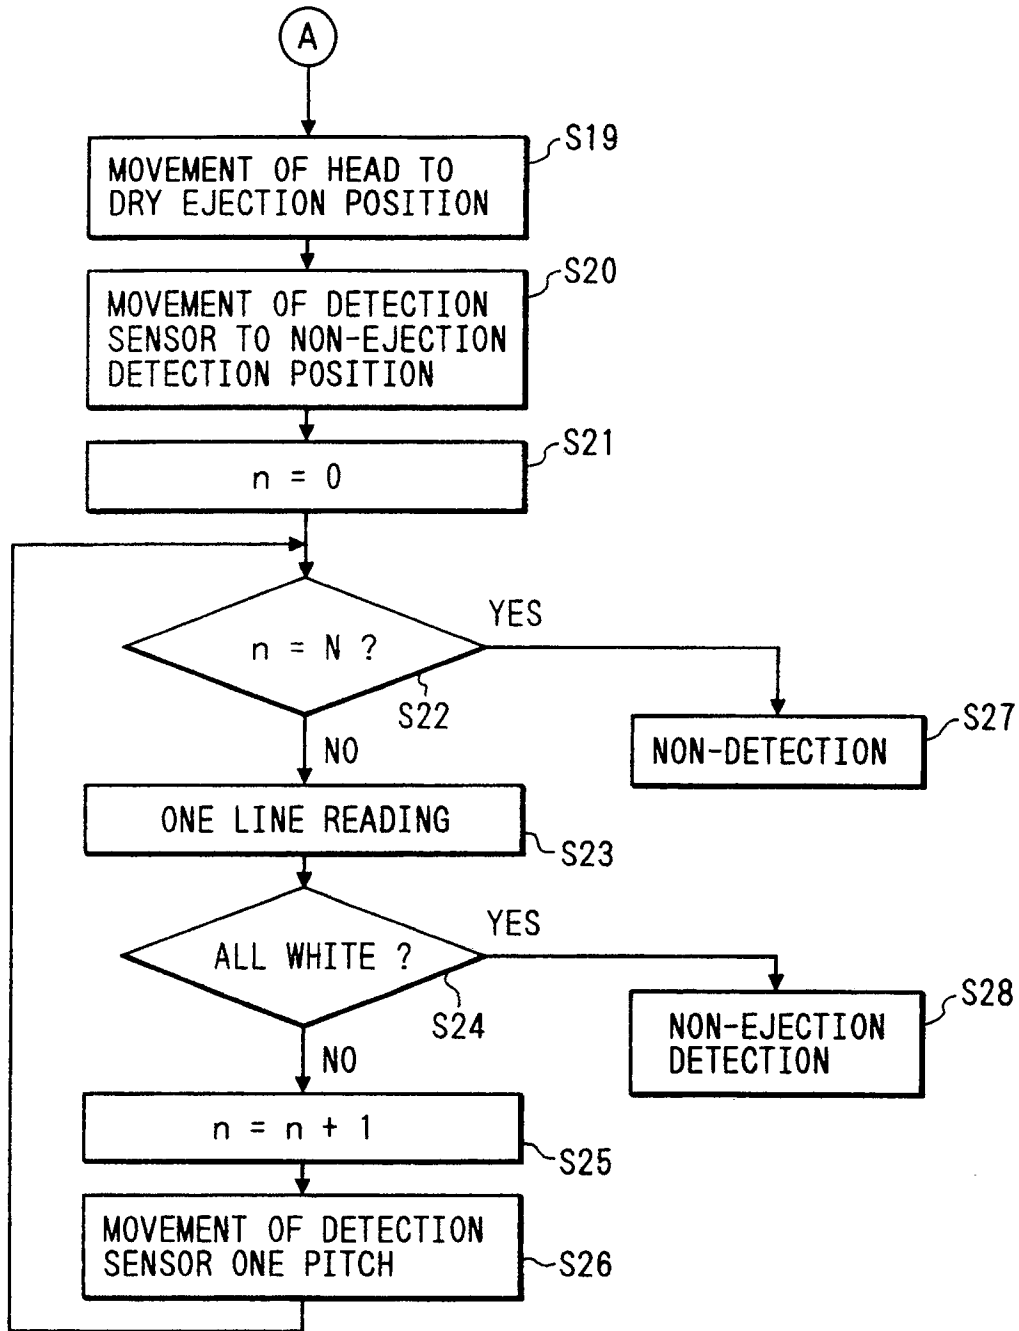 A
S19
MOVEMENT OF HEAD TO
DRY EJECTION POSITION
S20
MOVEMENT OF DETECTION
SENSOR TO NON-EJECTION
DETECTION POSITION
S21
n = 0
YES
n = N ?
S22
S27
NO
NON-DETECTION
ONE LINE READING
S23
YES
ALL WHITE ?
S28
S24
NON-EJECTION
DETECTION
NO
n = n + 1
S25
MOVEMENT OF DETECTION
SENSOR ONE PITCH
S26